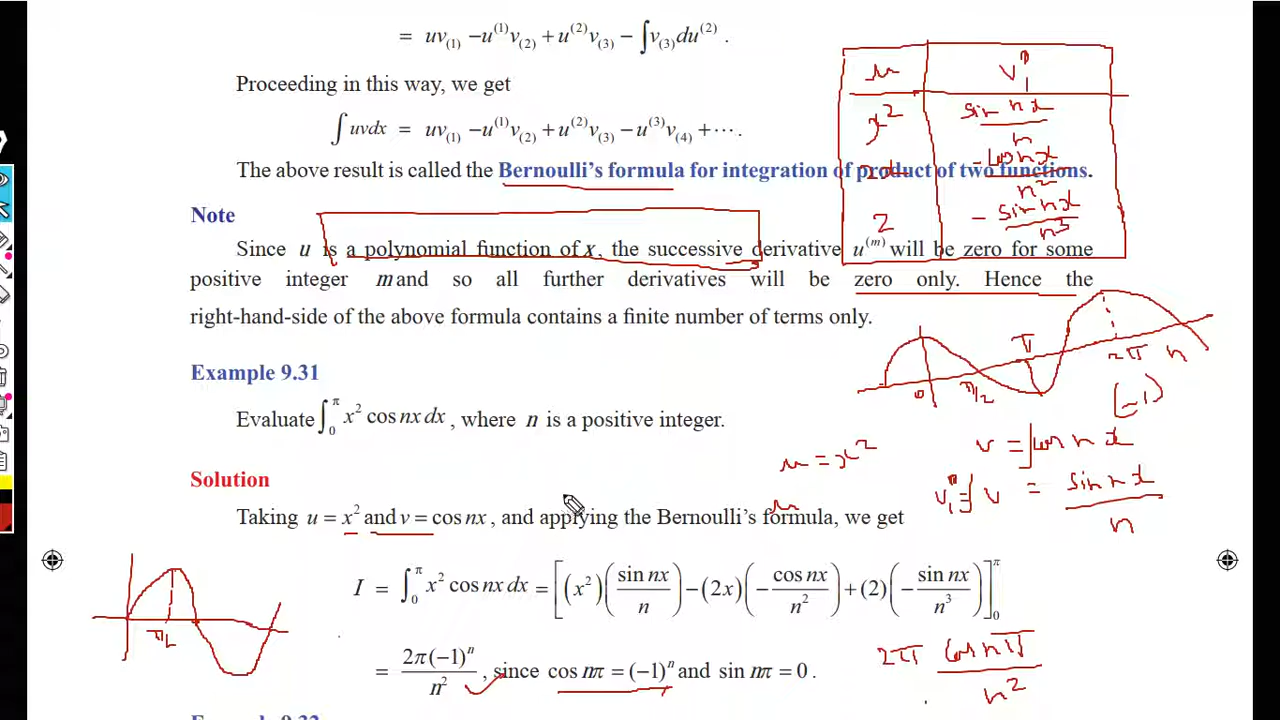 = uv₍₁₎ − u⁽¹⁾v₍₂₎ + u⁽²⁾v₍₃₎ − ∫v₍₃₎du⁽²⁾ .
Proceeding in this way, we get
∫uvdx = uv₍₁₎ − u⁽¹⁾v₍₂₎ + u⁽²⁾v₍₃₎ − u⁽³⁾v₍₄₎ + ⋯ .
The above result is called the Bernoulli's formula for integration of product of two functions.
u
x² sin nx / n
2x - cos nx / n²
2 - sin nx / n³
Note
Since u is a polynomial function of x, the successive derivative u⁽ᵐ⁾ will be zero for some
positive integer m and so all further derivatives will be zero only. Hence the
right-hand-side of the above formula contains a finite number of terms only.
0 π/2 π 2π n
(-1)
Example 9.31
Evaluate ∫₀^π x² cos nx dx , where n is a positive integer.
u = x² v = ∫cos nx
v = sin nx / n
Solution
Taking u = x² and v = cos nx , and applying the Bernoulli's formula, we get
I = ∫₀^π x² cos nx dx = [(x²)(sin nx / n) − (2x)(− cos nx / n²) + (2)(− sin nx / n³)]₀^π
π/2
= 2π(−1)ⁿ / n² , since cos nπ = (−1)ⁿ and sin nπ = 0 .
2π cos nπ / n²